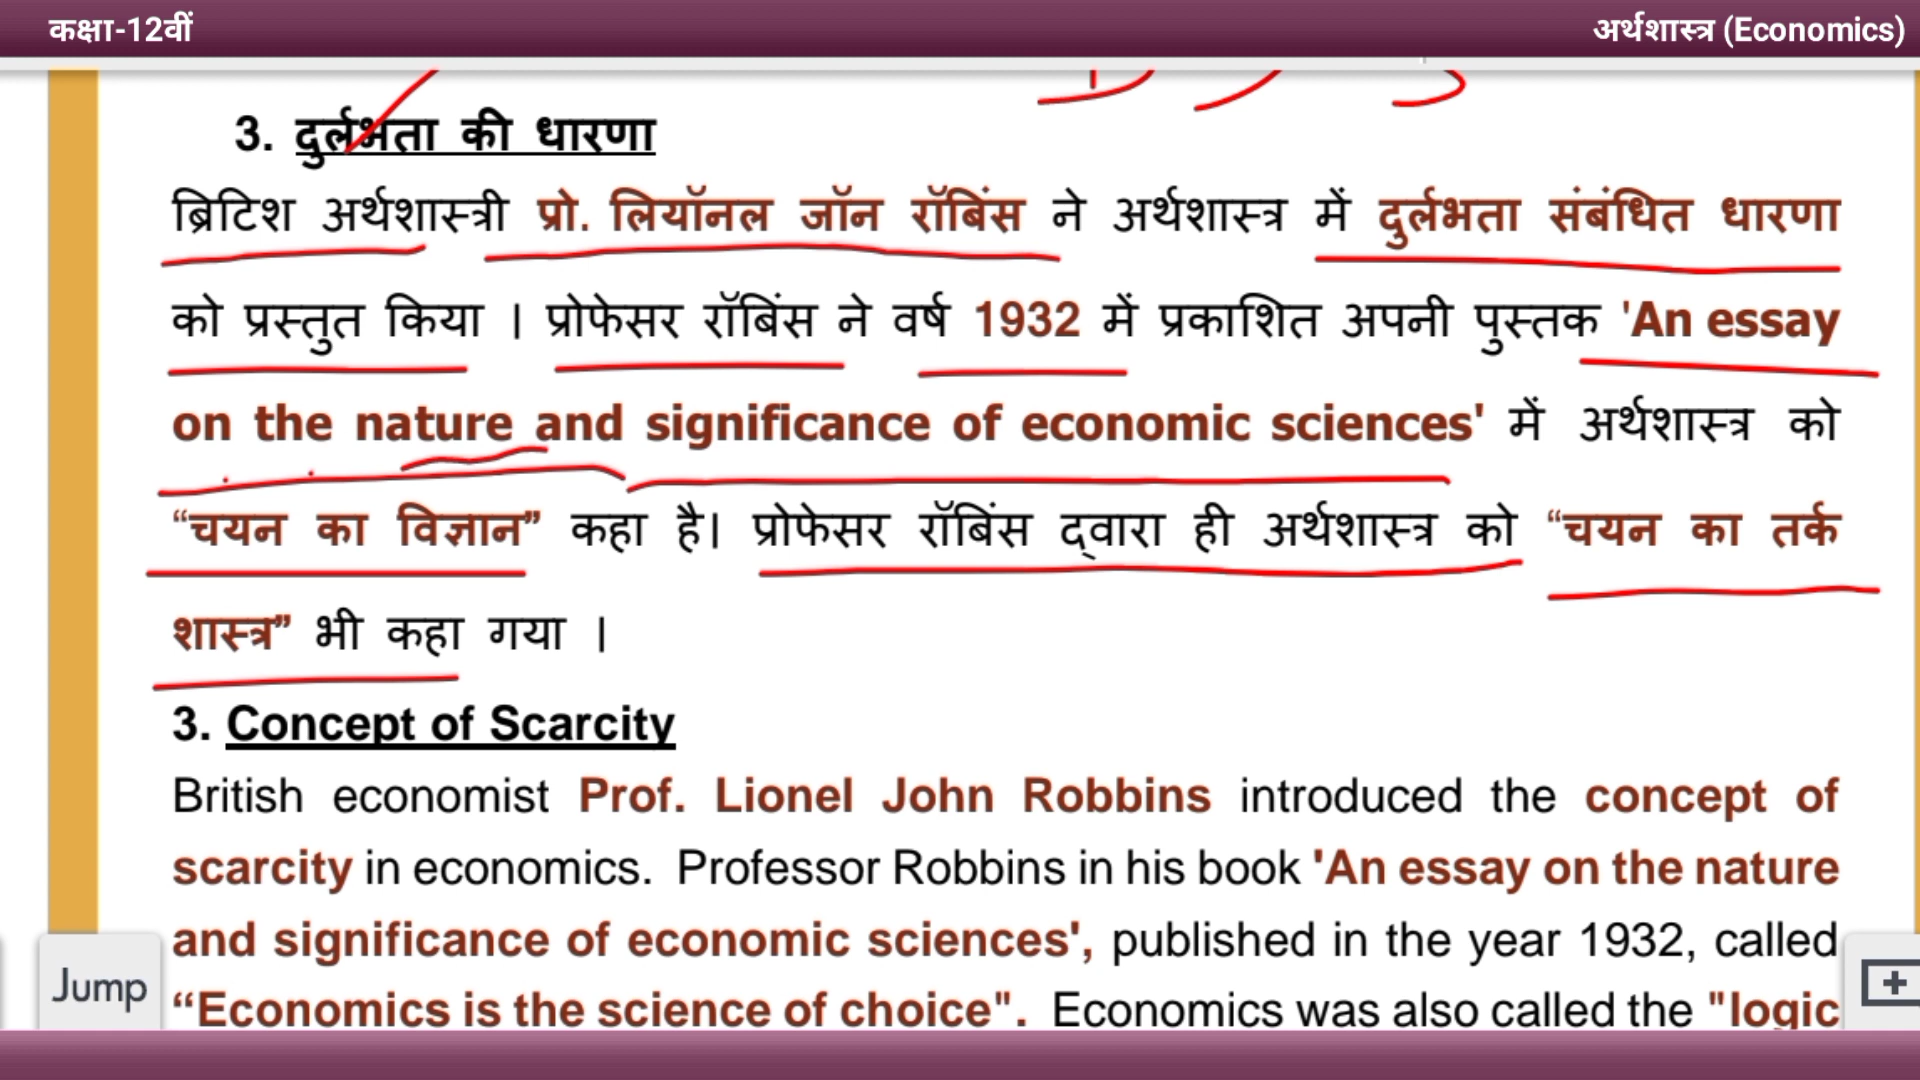 कक्षा-12वीं
अर्थशास्त्र (Economics)
3. दुर्लभता की धारणा
ब्रिटिश अर्थशास्त्री प्रो. लियॉनल जॉन रॉबिंस ने अर्थशास्त्र में दुर्लभता संबंधित धारणा
को प्रस्तुत किया । प्रोफेसर रॉबिंस ने वर्ष 1932 में प्रकाशित अपनी पुस्तक 'An essay
on the nature and significance of economic sciences' में अर्थशास्त्र को
“चयन का विज्ञान” कहा है। प्रोफेसर रॉबिंस द्वारा ही अर्थशास्त्र को “चयन का तर्क
शास्त्र” भी कहा गया ।
3. Concept of Scarcity
British economist Prof. Lionel John Robbins introduced the concept of
scarcity in economics. Professor Robbins in his book 'An essay on the nature
and significance of economic sciences', published in the year 1932, called
“Economics is the science of choice". Economics was also called the "logic
Jump